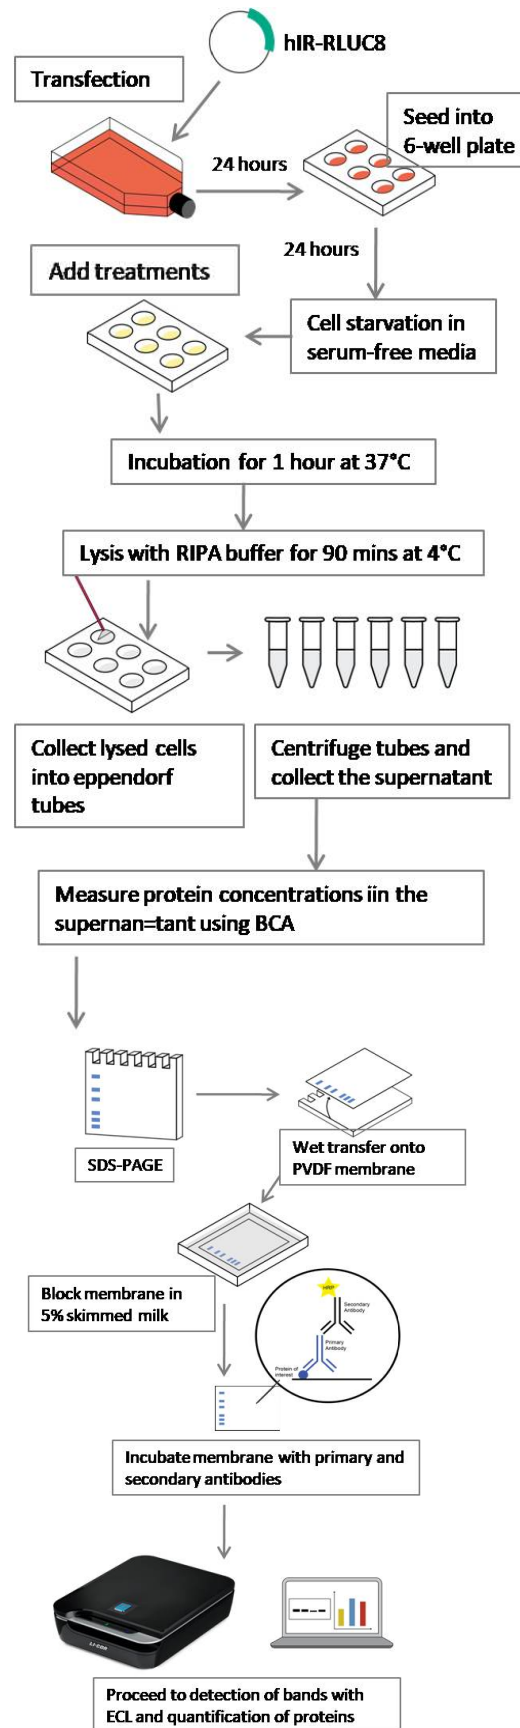 hIR-RLUC8
Transfection
Seed into
6-well plate
24 hours
24 hours
Add treatments
Cell starvation in
serum-free media
Incubation for 1 hour at 37°C
Lysis with RIPA buffer for 90 mins at 4°C
Collect lysed cells
into eppendorf
tubes
Centrifuge tubes and
collect the supernatant
Measure protein concentrations iin the
supernan=tant using BCA
SDS-PAGE
Wet transfer onto
PVDF membrane
Block membrane in
5% skimmed milk
HRP
Secondary
Antibody
Primary
Antibody
Protein of
interest
Incubate membrane with primary and
secondary antibodies
LI-COR
Proceed to detection of bands with
ECL and quantification of proteins